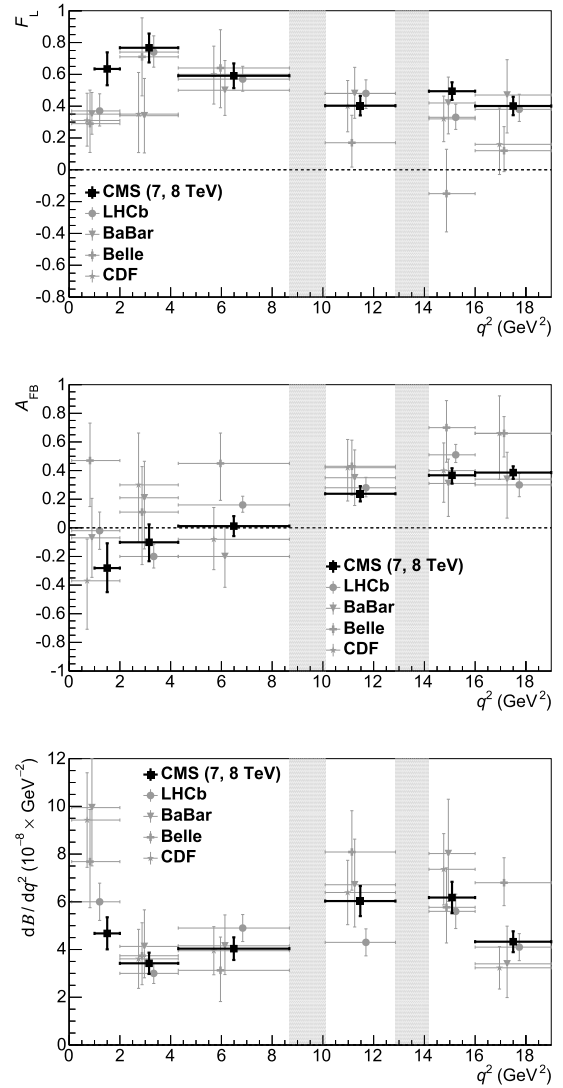 F_L
1
0.8
0.6
0.4
0.2
0
−0.2
−0.4
−0.6
−0.8
CMS (7, 8 TeV)
LHCb
BaBar
Belle
CDF
0 2 4 6 8 10 12 14 16 18
q² (GeV²)
A_FB
1
0.8
0.6
0.4
0.2
0
-0.2
-0.4
-0.6
-0.8
-1
CMS (7, 8 TeV)
LHCb
BaBar
Belle
CDF
0 2 4 6 8 10 12 14 16 18
q² (GeV²)
dB / dq² (10⁻⁸ × GeV⁻²)
12
10
8
6
4
2
0
CMS (7, 8 TeV)
LHCb
BaBar
Belle
CDF
0 2 4 6 8 10 12 14 16 18
q² (GeV²)